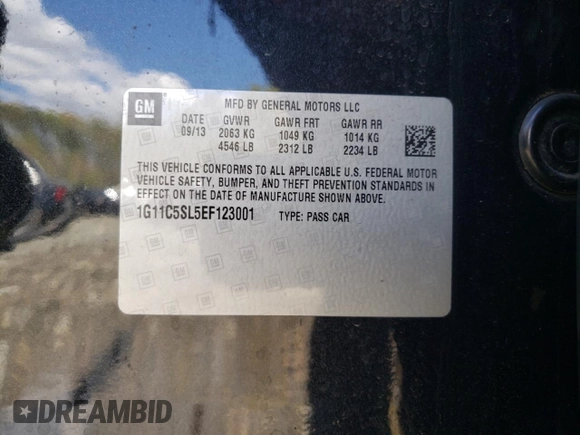 GM
MFD BY GENERAL MOTORS LLC
DATE GVWR GAWR FRT GAWR RR
09/13 2063 KG 1049 KG 1014 KG
4546 LB 2312 LB 2234 LB
THIS VEHICLE CONFORMS TO ALL APPLICABLE U.S. FEDERAL MOTOR
VEHICLE SAFETY, BUMPER, AND THEFT PREVENTION STANDARDS IN
EFFECT ON THE DATE OF MANUFACTURE SHOWN ABOVE.
1G11C5SL5EF123001 TYPE: PASS CAR
DREAMBID